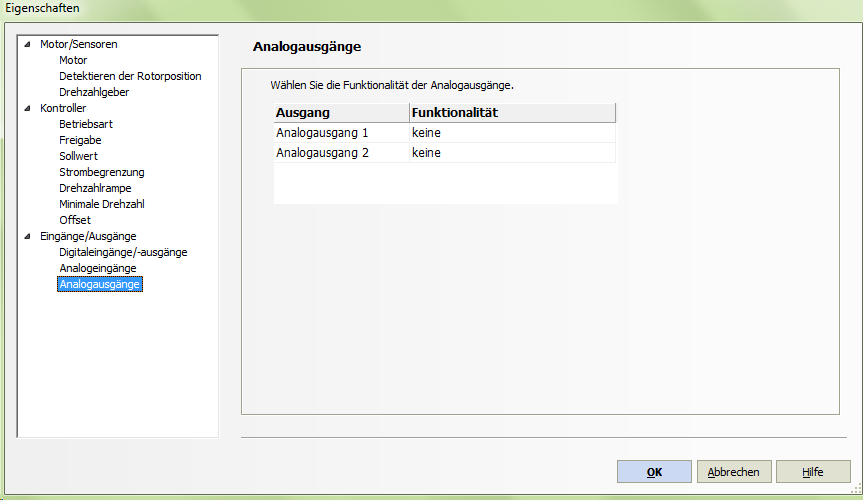 Eigenschaften
Motor/Sensoren
Motor
Detektieren der Rotorposition
Drehzahlgeber
Kontroller
Betriebsart
Freigabe
Sollwert
Strombegrenzung
Drehzahlrampe
Minimale Drehzahl
Offset
Eingänge/Ausgänge
Digitaleingänge/-ausgänge
Analogeingänge
Analogausgänge
Analogausgänge
Wählen Sie die Funktionalität der Analogausgänge.
Ausgang Funktionalität
Analogausgang 1 keine
Analogausgang 2 keine
OK Abbrechen Hilfe